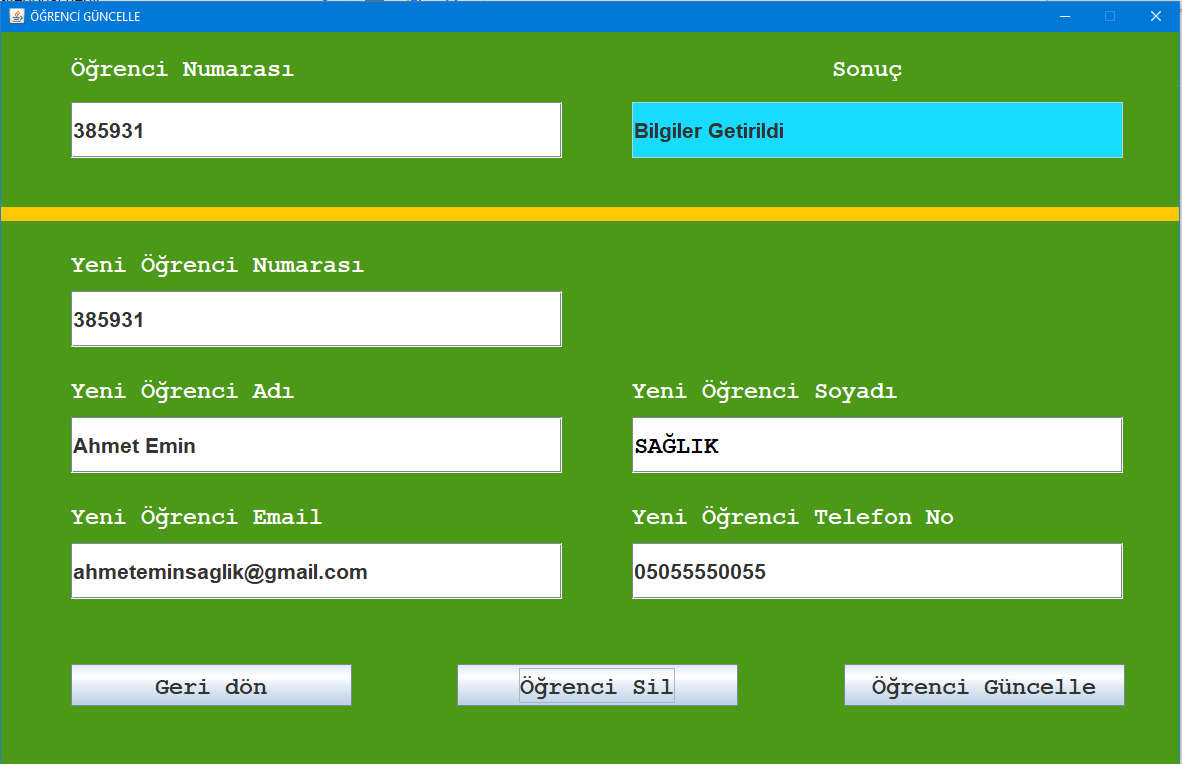 ÖĞRENCİ GÜNCELLE
Öğrenci Numarası
Sonuç
385931
Bilgiler Getirildi
Yeni Öğrenci Numarası
385931
Yeni Öğrenci Adı
Yeni Öğrenci Soyadı
Ahmet Emin
SAĞLIK
Yeni Öğrenci Email
Yeni Öğrenci Telefon No
ahmeteminsaglik@gmail.com
05055550055
Geri dön
Öğrenci Sil
Öğrenci Güncelle